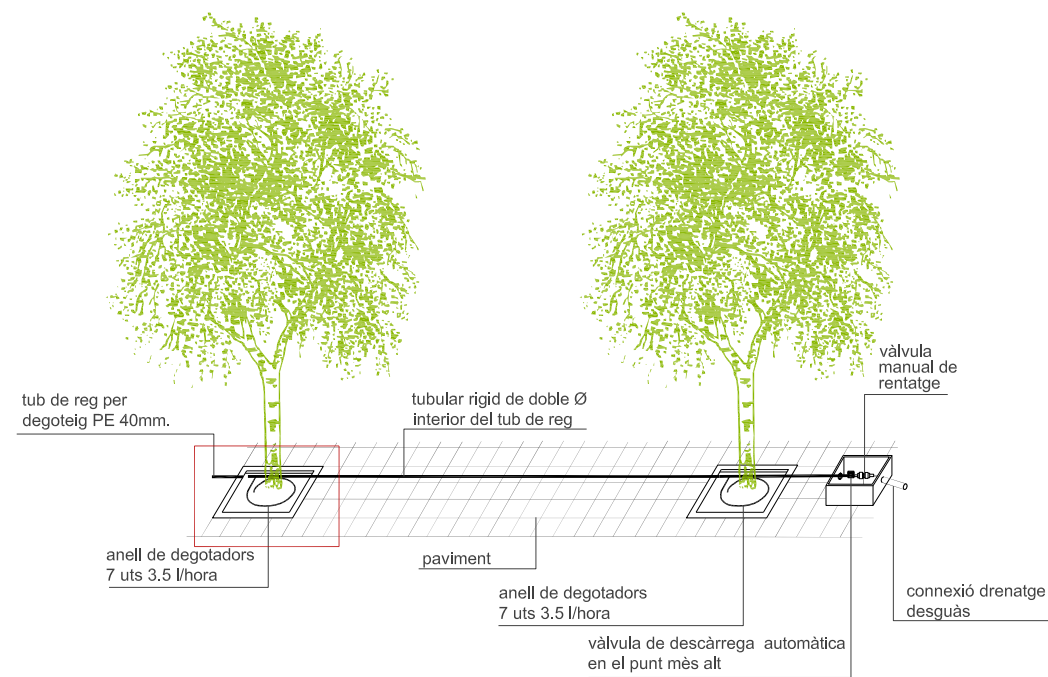 vàlvula
manual de
rentatge
tub de reg per
degoteig PE 40mm.
tubular rigid de doble Ø
interior del tub de reg
anell de degotadors
7 uts 3.5 l/hora
paviment
anell de degotadors
7 uts 3.5 l/hora
connexió drenatge
desguàs
vàlvula de descàrrega automàtica
en el punt mès alt